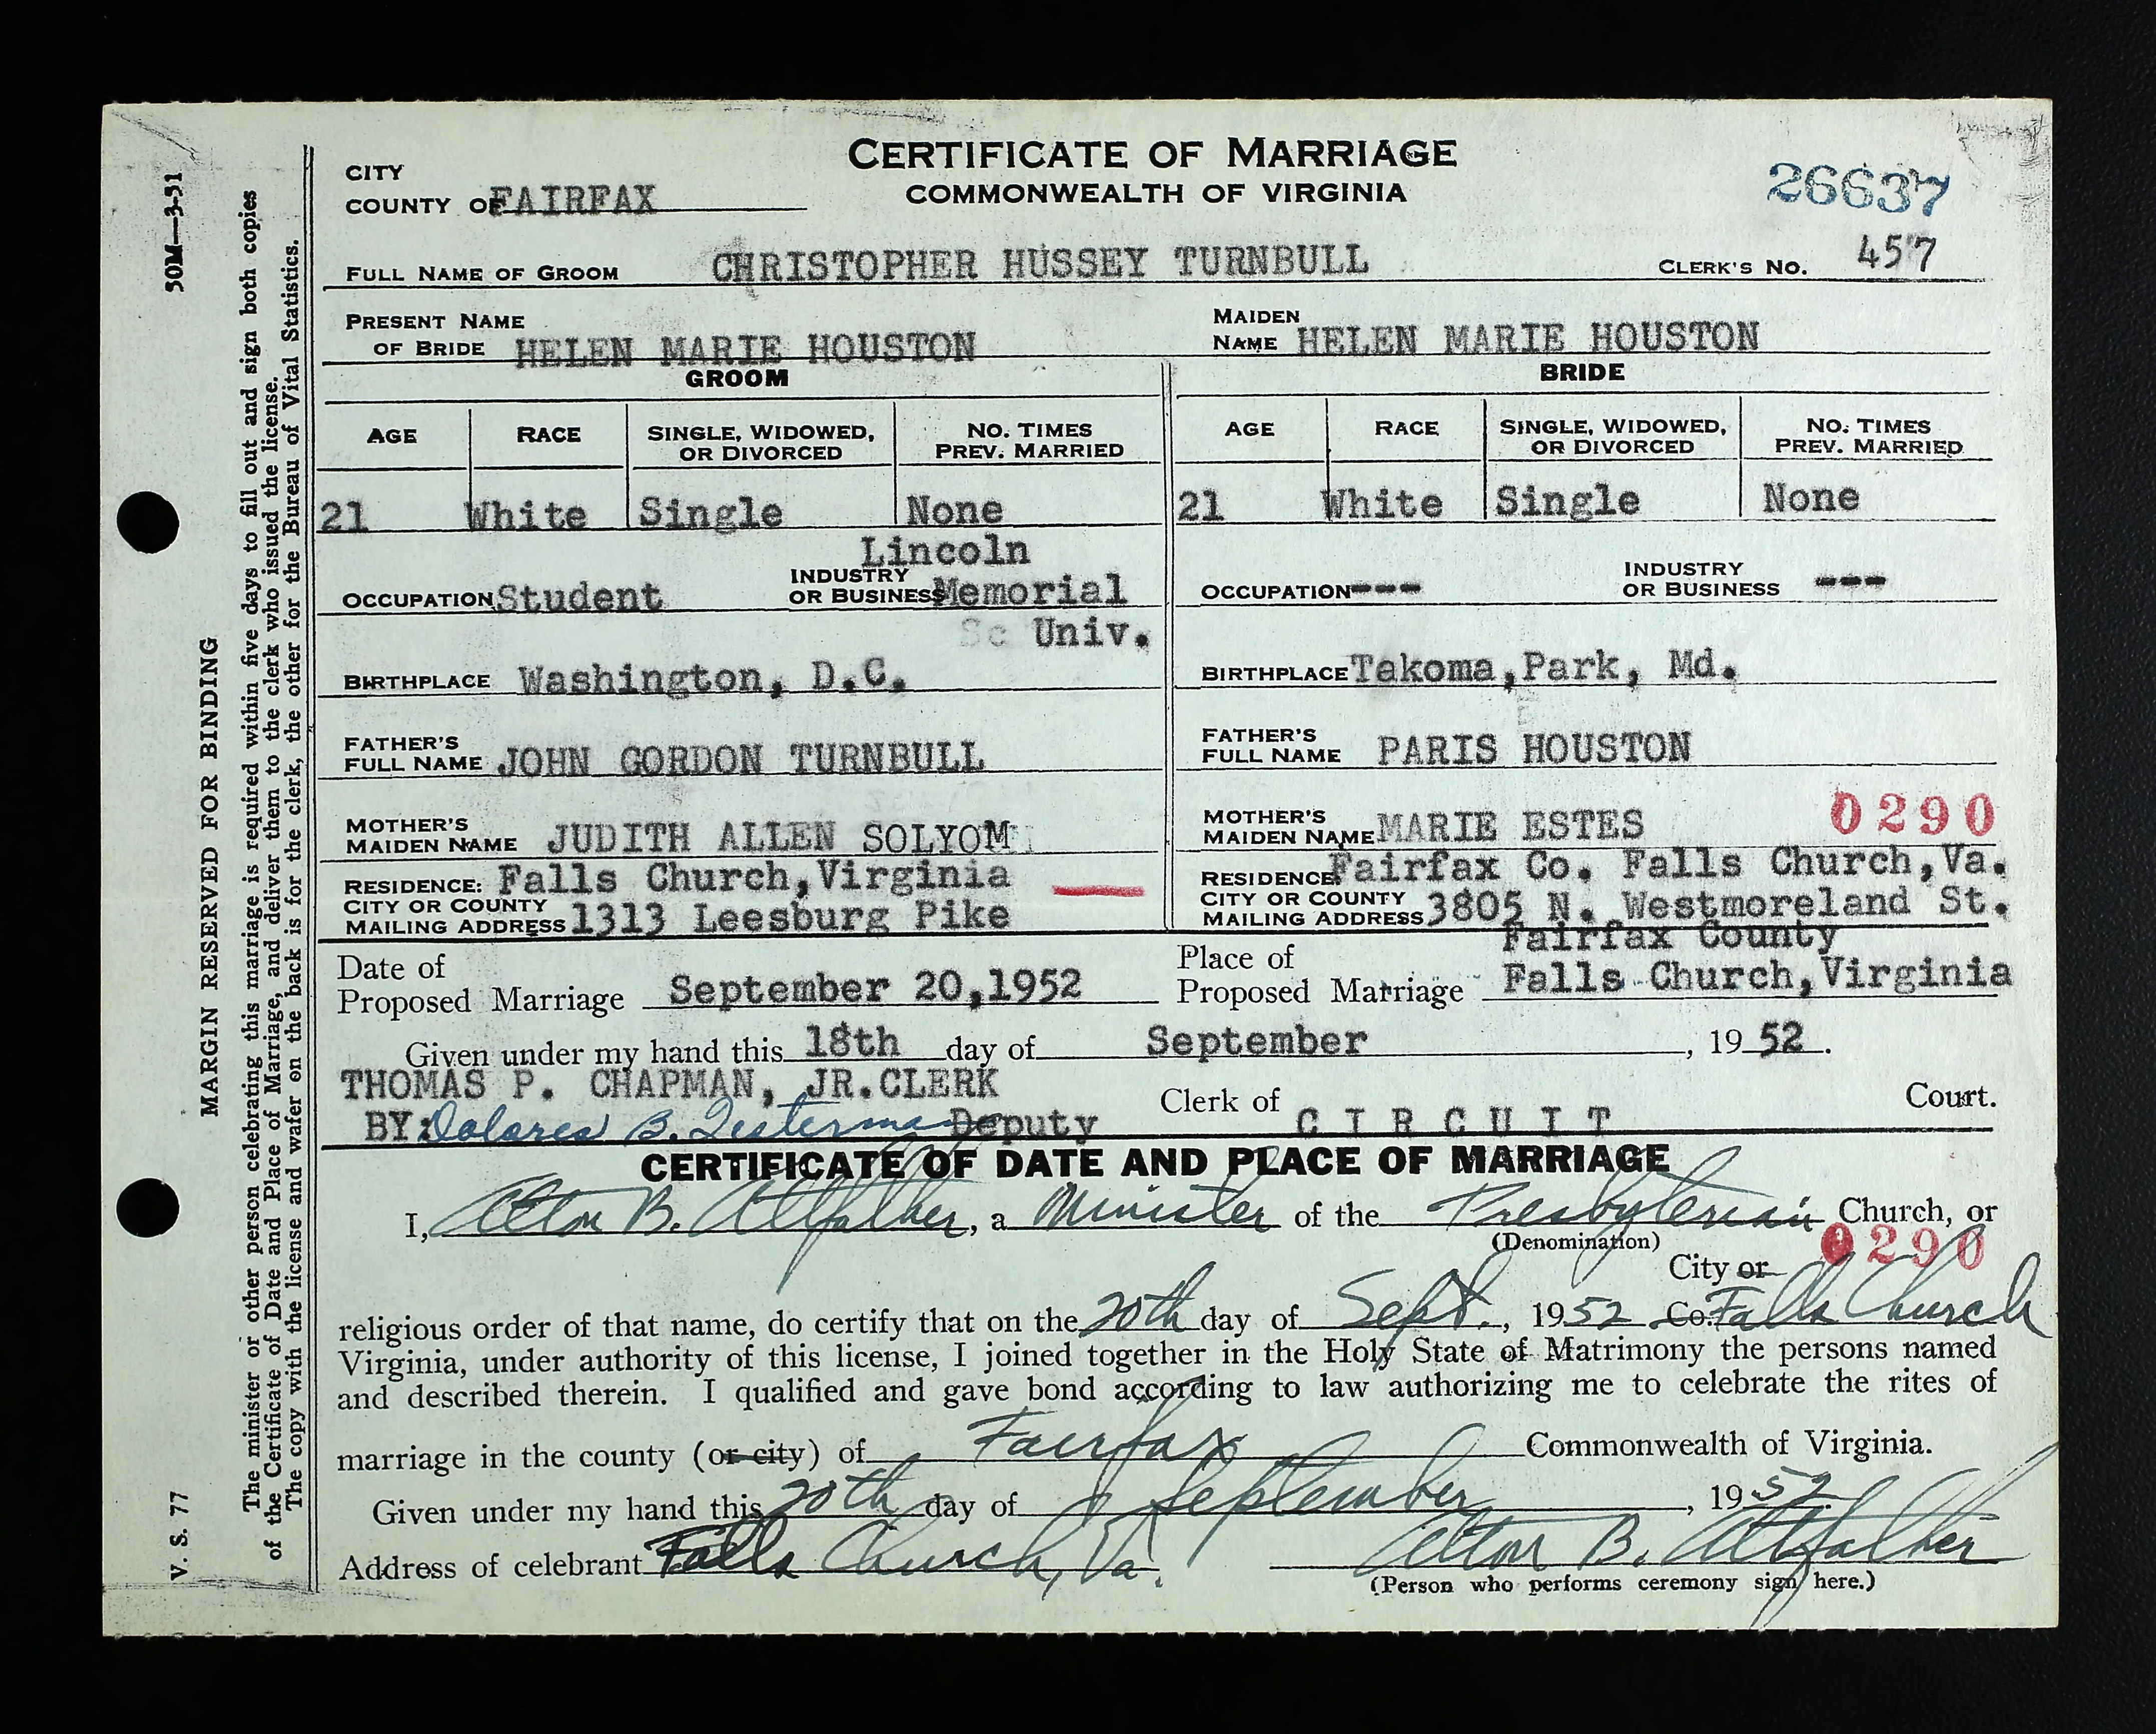 CERTIFICATE OF MARRIAGE
COMMONWEALTH OF VIRGINIA
26637
CITY
COUNTY OF FAIRFAX
FULL NAME OF GROOM CHRISTOPHER HUSSEY TURNBULL CLERK'S NO. 457
PRESENT NAME
OF BRIDE HELEN MARIE HOUSTON
MAIDEN
NAME HELEN MARIE HOUSTON
GROOM
AGE RACE SINGLE, WIDOWED, OR DIVORCED NO. TIMES PREV. MARRIED
21 White Single None
Lincoln
OCCUPATION Student INDUSTRY OR BUSINESS Memorial
Sc Univ.
BIRTHPLACE Washington, D.C.
FATHER'S
FULL NAME JOHN GORDON TURNBULL
MOTHER'S
MAIDEN NAME JUDITH ALLEN SOLYOM
RESIDENCE: Falls Church,Virginia
CITY OR COUNTY
MAILING ADDRESS 1313 Leesburg Pike
BRIDE
AGE RACE SINGLE, WIDOWED, OR DIVORCED NO. TIMES PREV. MARRIED
21 White Single None
OCCUPATION --- INDUSTRY OR BUSINESS ---
BIRTHPLACE Takoma,Park, Md.
FATHER'S
FULL NAME PARIS HOUSTON
0290
MOTHER'S
MAIDEN NAME MARIE ESTES
RESIDENCE: Fairfax Co. Falls Church,Va.
CITY OR COUNTY
MAILING ADDRESS 3805 N. Westmoreland St.
Date of
Proposed Marriage September 20,1952
Fairfax County
Place of
Proposed Marriage Falls Church,Virginia
Given under my hand this 18th day of September, 19 52.
THOMAS P. CHAPMAN, JR.CLERK
BY: Dolores B. Testerman Deputy
Clerk of C I R C U I T Court.
CERTIFICATE OF DATE AND PLACE OF MARRIAGE
I, Alton B. Altfather, a Minister of the Presbyterian Church, or
(Denomination)
0290
City or
religious order of that name, do certify that on the 20th day of Sept., 1952 Co. Falls Church
Virginia, under authority of this license, I joined together in the Holy State of Matrimony the persons named
and described therein. I qualified and gave bond according to law authorizing me to celebrate the rites of
marriage in the county (or city) of Fairfax Commonwealth of Virginia.
Given under my hand this 20th day of September, 1952.
Address of celebrant Falls Church, Va. Alton B. Altfather
(Person who performs ceremony sign here.)
50M—3-51
MARGIN RESERVED FOR BINDING
V. S. 77
The minister or other person celebrating this marriage is required within five days to fill out and sign both copies
of the Certificate of Date and Place of Marriage, and deliver them to the clerk who issued the license.
The copy with the license and wafer on the back is for the clerk, the other for the Bureau of Vital Statistics.